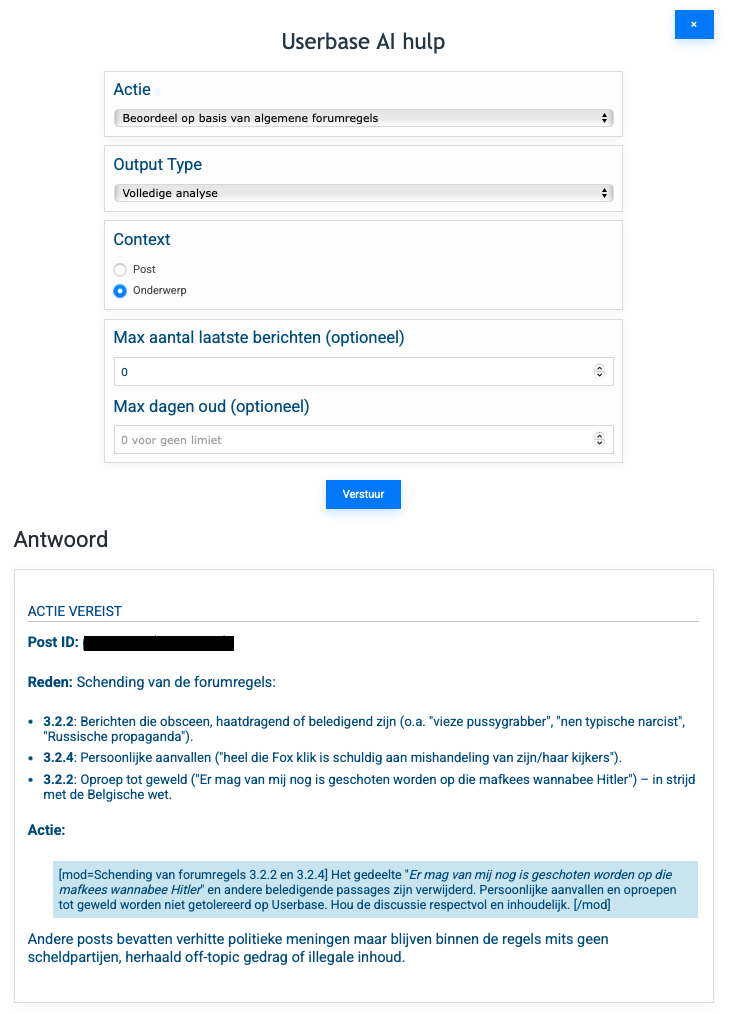 ×
Userbase AI hulp
Actie
Beoordeel op basis van algemene forumregels
Output Type
Volledige analyse
Context
Post
Onderwerp
Max aantal laatste berichten (optioneel)
0
Max dagen oud (optioneel)
0 voor geen limiet
Verstuur
Antwoord
ACTIE VEREIST
Post ID:
Reden: Schending van de forumregels:
• 3.2.2: Berichten die obsceen, haatdragend of beledigend zijn (o.a. "vieze pussygrabber", "nen typische narcist",
"Russische propaganda").
• 3.2.4: Persoonlijke aanvallen ("heel die Fox klik is schuldig aan mishandeling van zijn/haar kijkers").
• 3.2.2: Oproep tot geweld ("Er mag van mij nog is geschoten worden op die mafkees wannabee Hitler") – in strijd
met de Belgische wet.
Actie:
[mod=Schending van forumregels 3.2.2 en 3.2.4] Het gedeelte "Er mag van mij nog is geschoten worden op die
mafkees wannabee Hitler" en andere beledigende passages zijn verwijderd. Persoonlijke aanvallen en oproepen
tot geweld worden niet getolereerd op Userbase. Hou de discussie respectvol en inhoudelijk. [/mod]
Andere posts bevatten verhitte politieke meningen maar blijven binnen de regels mits geen
scheldpartijen, herhaald off-topic gedrag of illegale inhoud.